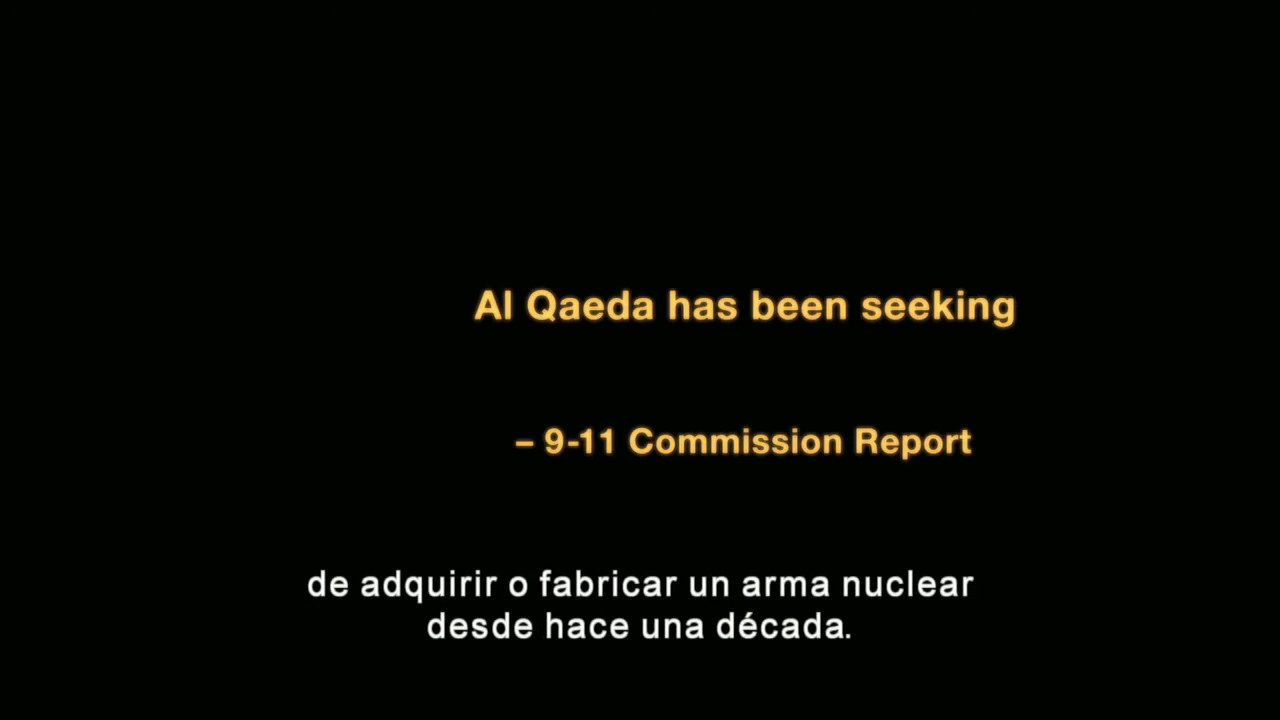 Al Qaeda has been seeking
– 9-11 Commission Report
de adquirir o fabricar un arma nuclear
desde hace una década.